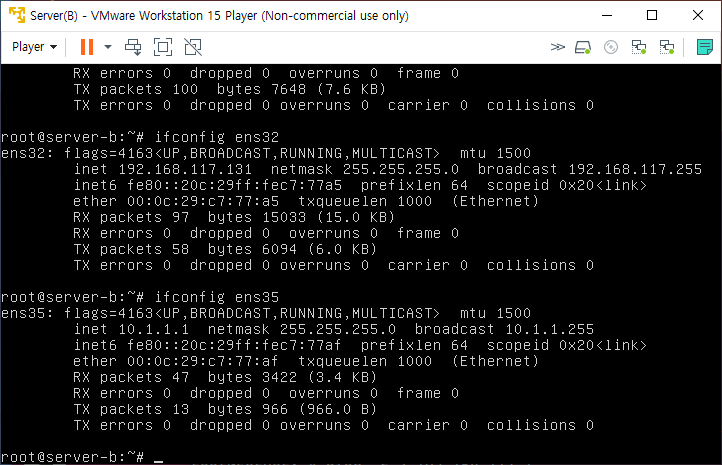 Server(B) - VMware Workstation 15 Player (Non-commercial use only)
Player
        RX errors 0  dropped 0  overruns 0  frame 0
        TX packets 100  bytes 7648 (7.6 KB)
        TX errors 0  dropped 0 overruns 0  carrier 0  collisions 0

root@server-b:~# ifconfig ens32
ens32: flags=4163<UP,BROADCAST,RUNNING,MULTICAST>  mtu 1500
        inet 192.168.117.131  netmask 255.255.255.0  broadcast 192.168.117.255
        inet6 fe80::20c:29ff:fec7:77a5  prefixlen 64  scopeid 0x20<link>
        ether 00:0c:29:c7:77:a5  txqueuelen 1000  (Ethernet)
        RX packets 97  bytes 15033 (15.0 KB)
        RX errors 0  dropped 0  overruns 0  frame 0
        TX packets 58  bytes 6094 (6.0 KB)
        TX errors 0  dropped 0 overruns 0  carrier 0  collisions 0

root@server-b:~# ifconfig ens35
ens35: flags=4163<UP,BROADCAST,RUNNING,MULTICAST>  mtu 1500
        inet 10.1.1.1  netmask 255.255.255.0  broadcast 10.1.1.255
        inet6 fe80::20c:29ff:fec7:77af  prefixlen 64  scopeid 0x20<link>
        ether 00:0c:29:c7:77:af  txqueuelen 1000  (Ethernet)
        RX packets 47  bytes 3422 (3.4 KB)
        RX errors 0  dropped 0  overruns 0  frame 0
        TX packets 13  bytes 966 (966.0 B)
        TX errors 0  dropped 0 overruns 0  carrier 0  collisions 0

root@server-b:~# _